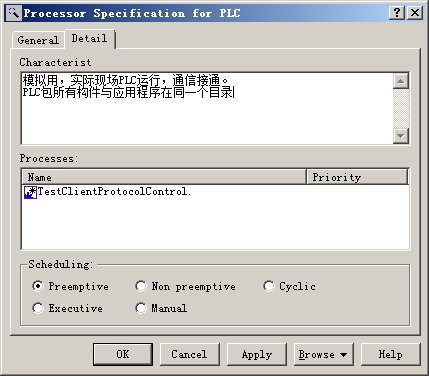 Processor Specification for PLC
General
Detail
Characterist
模拟用，实际现场PLC运行，通信接通。
PLC包所有构件与应用程序在同一个目录
Processes:
Name Priority
TestClientProtocolControl.
Scheduling:
Preemptive Non preemptive Cyclic
Executive Manual
OK Cancel Apply Browse Help